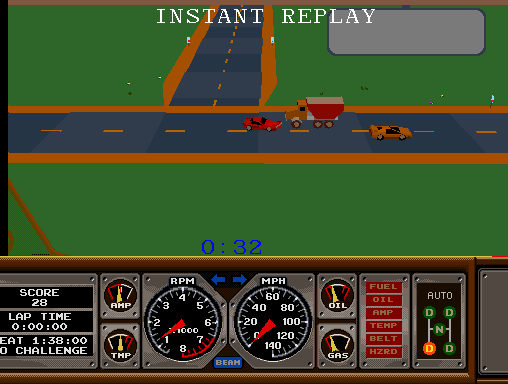 INSTANT REPLAY
0:32
SCORE
28
LAP TIME
0:00:00
EAT 1:38:00
O CHALLENGE
AMP
TMP
RPM
1 2 3 4 5 6 7 8
x1000
BEAM
MPH
20 40 60 80 100 120 140
OIL
GAS
FUEL
OIL
AMP
TEMP
BELT
HZRD
AUTO
D D
N
D D